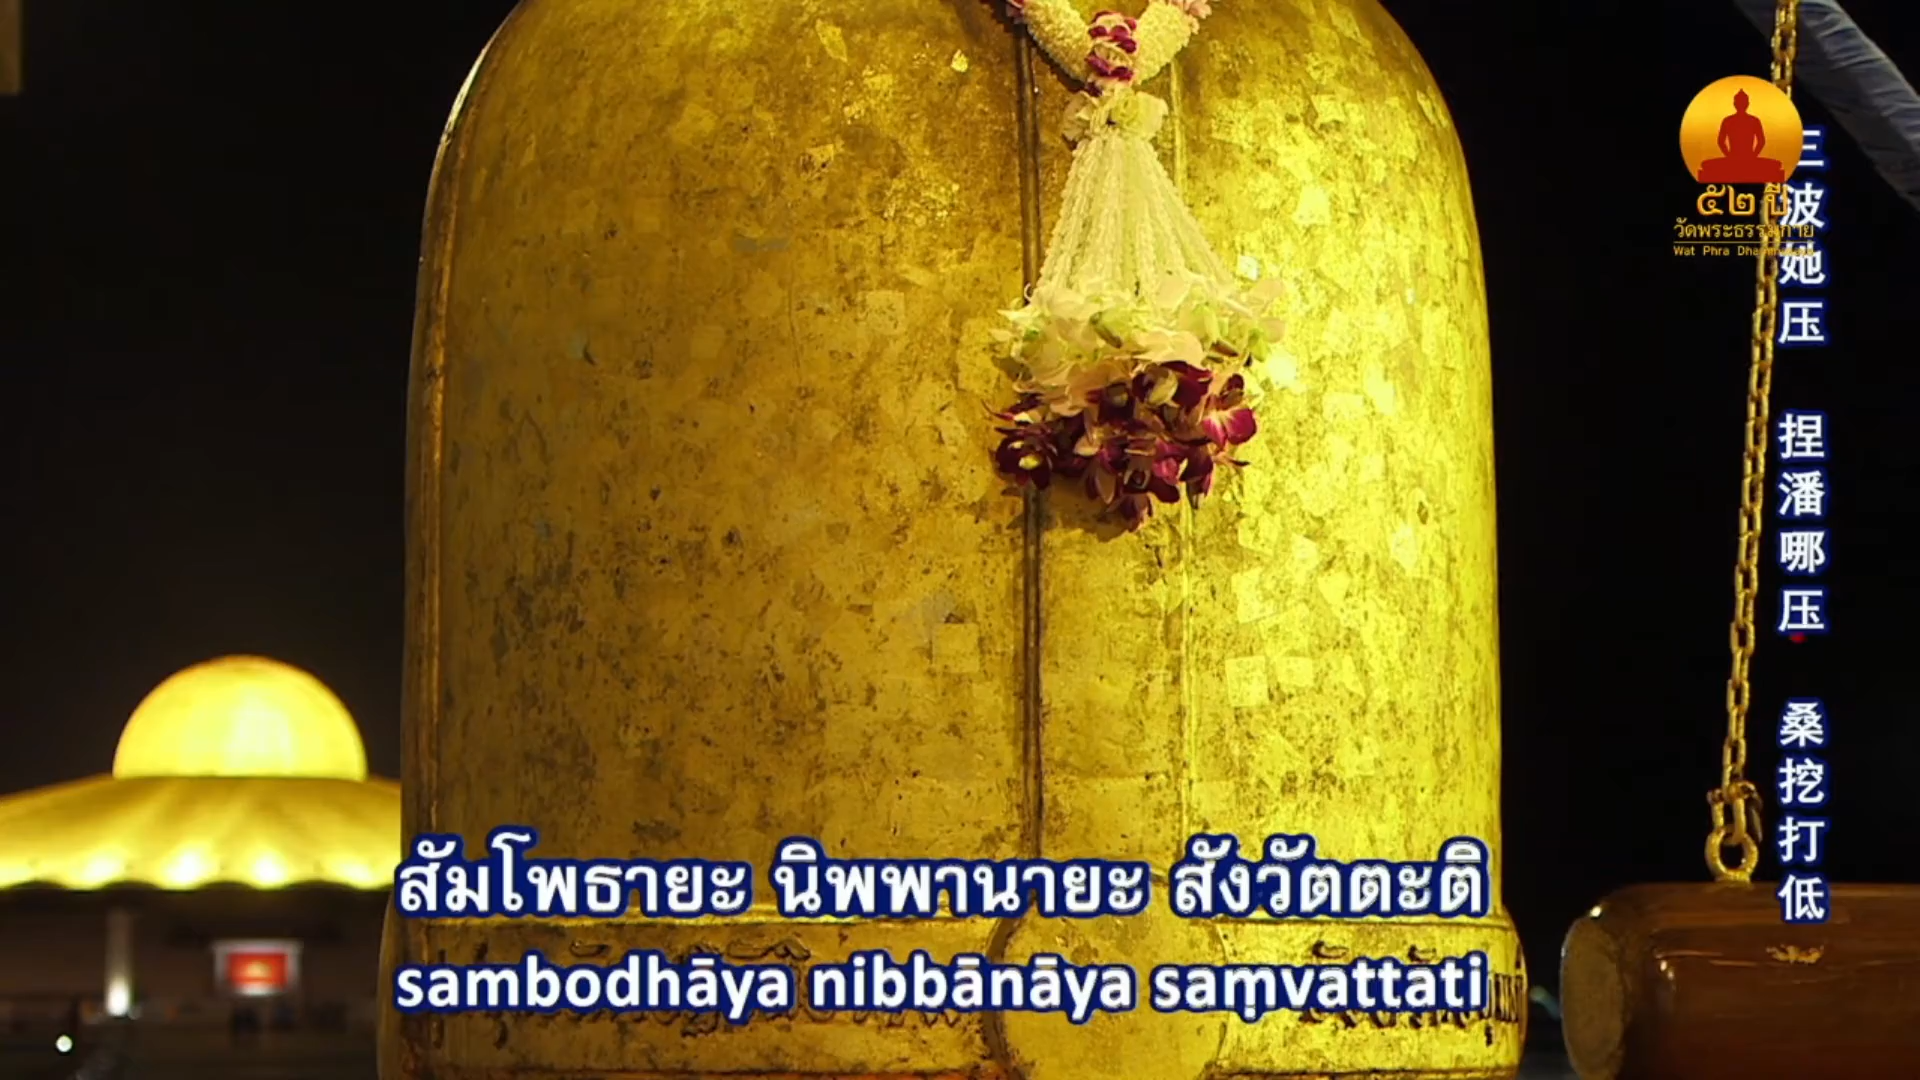 ๕๒ ปี
วัดพระธรรมกาย
Wat Phra
三波她压 捏潘哪压 桑挖打低
สัมโพธายะ นิพพานายะ สังวัตตะติ
sambodhāya nibbānāya saṃvattati